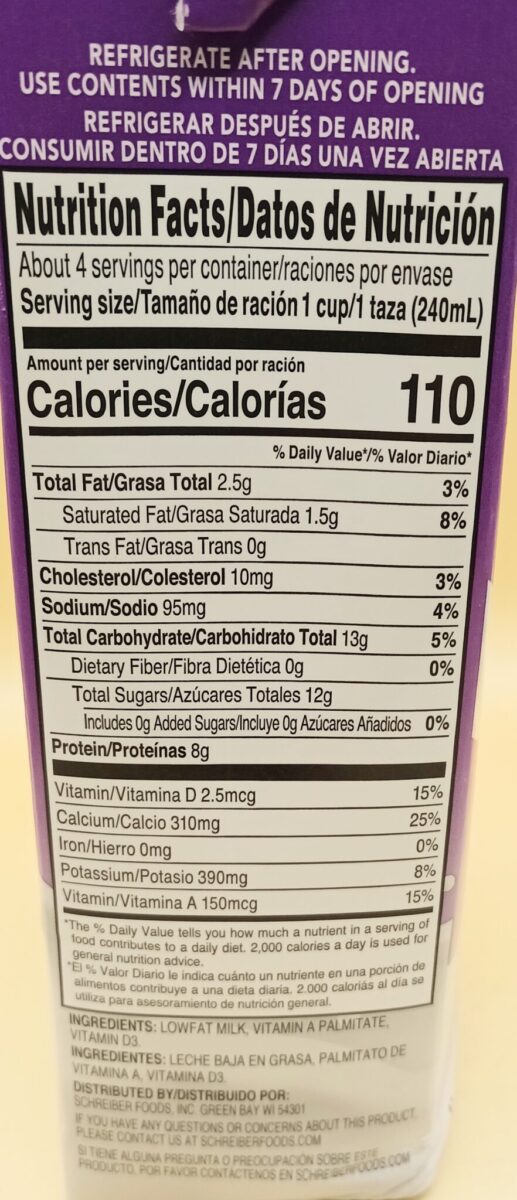 REFRIGERATE AFTER OPENING.
USE CONTENTS WITHIN 7 DAYS OF OPENING
REFRIGERAR DESPUÉS DE ABRIR.
CONSUMIR DENTRO DE 7 DÍAS UNA VEZ ABIERTA
Nutrition Facts/Datos de Nutrición
About 4 servings per container/raciones por envase
Serving size/Tamaño de ración 1 cup/1 taza (240mL)
Amount per serving/Cantidad por ración
Calories/Calorías 110
% Daily Value*/% Valor Diario*
Total Fat/Grasa Total 2.5g 3%
Saturated Fat/Grasa Saturada 1.5g 8%
Trans Fat/Grasa Trans 0g
Cholesterol/Colesterol 10mg 3%
Sodium/Sodio 95mg 4%
Total Carbohydrate/Carbohidrato Total 13g 5%
Dietary Fiber/Fibra Dietética 0g 0%
Total Sugars/Azúcares Totales 12g
Includes 0g Added Sugars/Incluye 0g Azúcares Añadidos 0%
Protein/Proteínas 8g
Vitamin/Vitamina D 2.5mcg 15%
Calcium/Calcio 310mg 25%
Iron/Hierro 0mg 0%
Potassium/Potasio 390mg 8%
Vitamin/Vitamina A 150mcg 15%
*The % Daily Value tells you how much a nutrient in a serving of
food contributes to a daily diet. 2,000 calories a day is used for
general nutrition advice.
*El % Valor Diario le indica cuánto un nutriente en una porción de
alimentos contribuye a una dieta diaria. 2.000 caloriás al día se
utiliza para asesoramiento de nutrición general.
INGREDIENTS: LOWFAT MILK, VITAMIN A PALMITATE,
VITAMIN D3.
INGREDIENTES: LECHE BAJA EN GRASA, PALMITATO DE
VITAMINA A, VITAMINA D3.
DISTRIBUTED BY/DISTRIBUIDO POR:
SCHREIBER FOODS, INC. GREEN BAY WI 54301
IF YOU HAVE ANY QUESTIONS OR CONCERNS ABOUT THIS PRODUCT,
PLEASE CONTACT US AT SCHREIBERFOODS.COM
SI TIENE ALGUNA PREGUNTA O PREOCUPACIÓN SOBRE ESTE
PRODUCTO, POR FAVOR CONTÁCTENOS EN SCHREIBERFOODS.COM